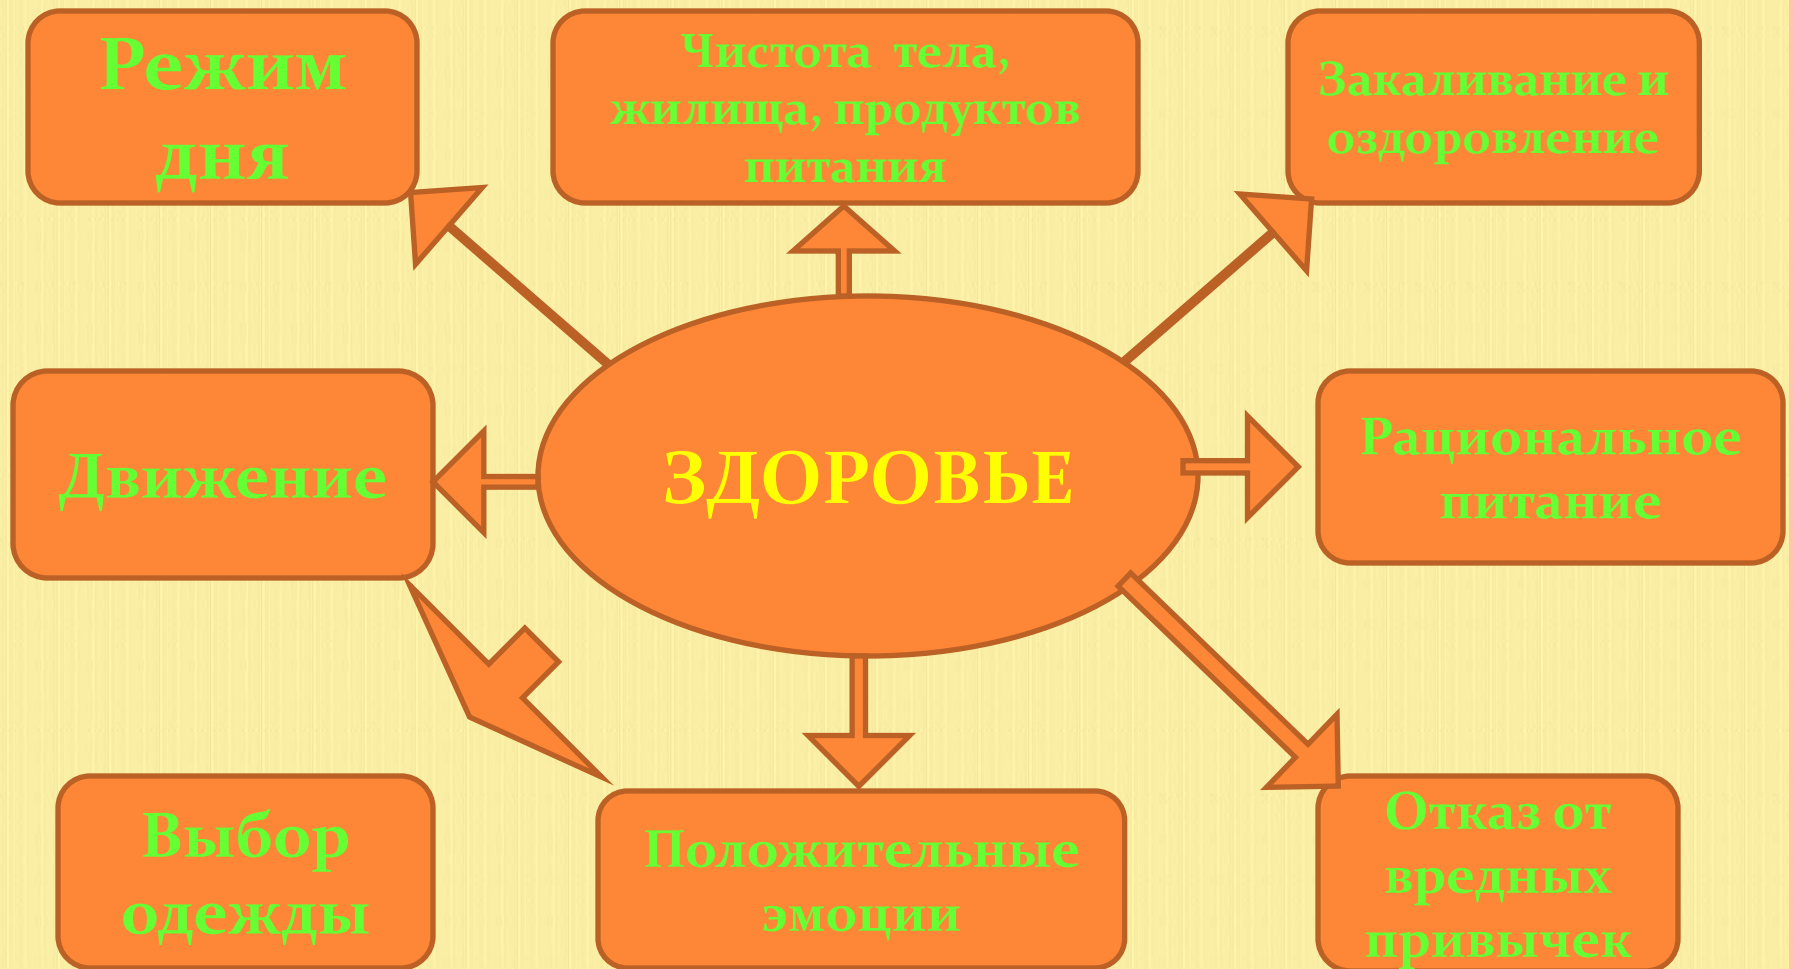 Режим
дня
Чистота тела,
жилища, продуктов
питания
Закаливание и
оздоровление
Движение
ЗДОРОВЬЕ
Рациональное
питание
Выбор
одежды
Положительные
эмоции
Отказ от
вредных
привычек